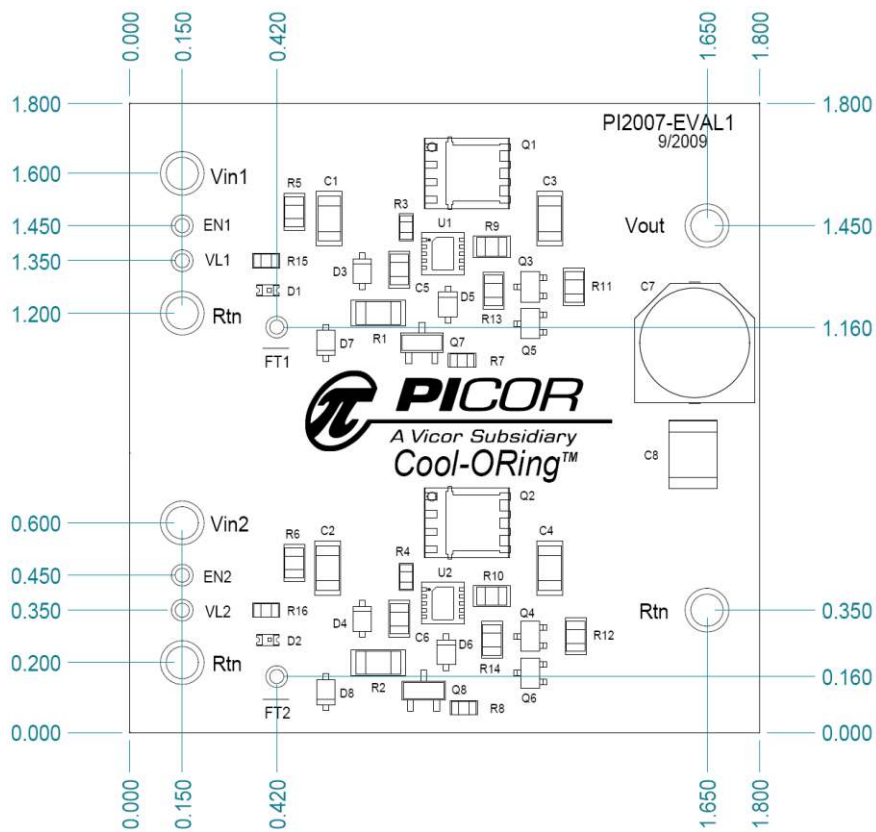 0.000 0.150 0.420 1.650 1.800
1.800 1.800
PI2007-EVAL1
9/2009
Q1
1.600 Vin1
R5 C1 C3
R3
U1
1.450 EN1 R9 Vout 1.450
1.350 VL1 R15
D3 Q3
C5 R11 C7
D1 D5
R13
1.200 Rtn 1.160
R1 Q5
D7 Q7
FT1 R7
π PICOR
A Vicor Subsidiary
Cool-ORing™
C8
Q2
0.600 Vin2
R6 C2 C4
R4
U2
0.450 EN2 R10
0.350 VL2 R16 Rtn 0.350
D4 Q4
C6 R12
D2 D6
R14
0.200 Rtn
R2 Q6 0.160
D8 Q8
FT2 R8
0.000 0.000
0.000 0.150 0.420 1.650 1.800